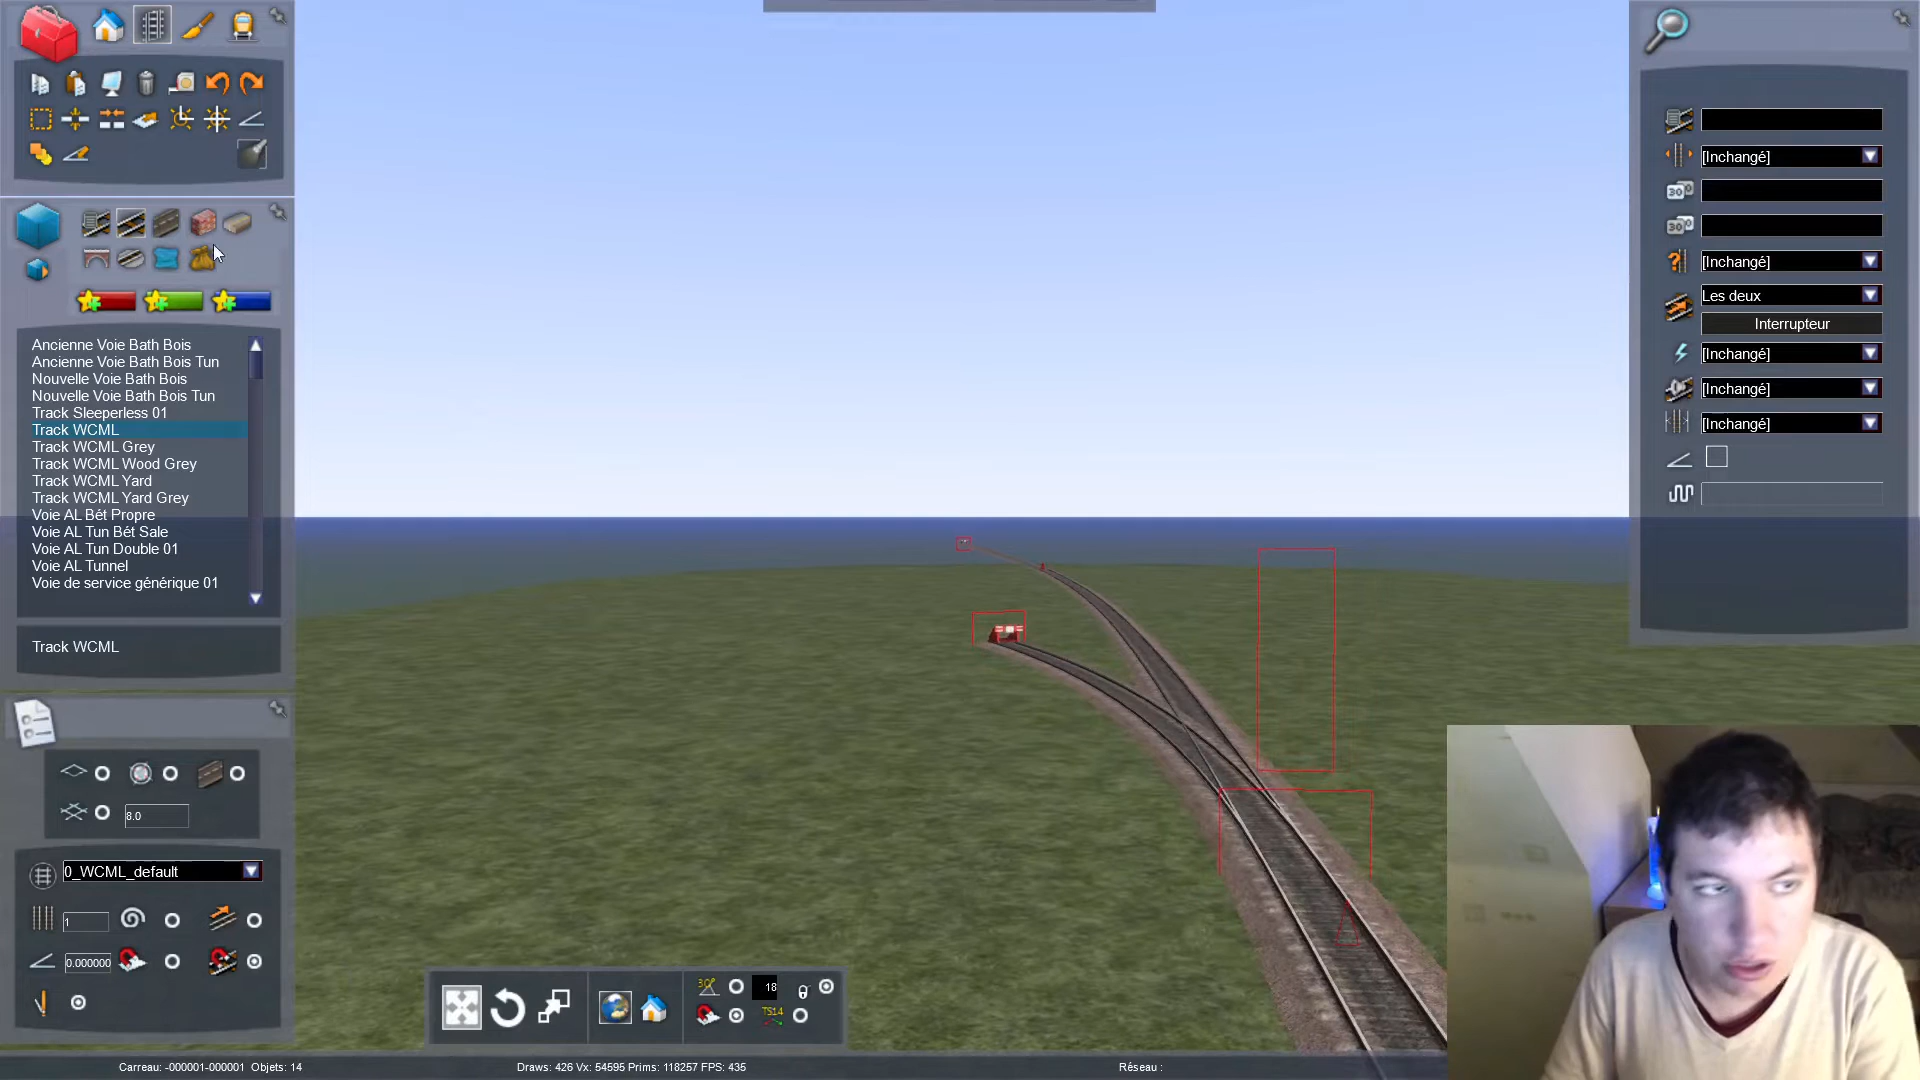 Ancienne Voie Bath Bois
Ancienne Voie Bath Bois Tun
Nouvelle Voie Bath Bois
Nouvelle Voie Bath Bois Tun
Track Sleeperless 01
Track WCML
Track WCML Grey
Track WCML Wood Grey
Track WCML Yard
Track WCML Yard Grey
Voie AL Bét Propre
Voie AL Tun Bét Sale
Voie AL Tun Double 01
Voie AL Tunnel
Voie de service générique 01
Track WCML
8.0
0_WCML_default
1
0.000000
30
18
TS14
[Inchangé]
30
30
[Inchangé]
Les deux
Interrupteur
[Inchangé]
[Inchangé]
[Inchangé]
Carreau: -000001-000001 Objets: 14
Draws: 426 Vx: 54595 Prims: 118257 FPS: 435
Réseau :